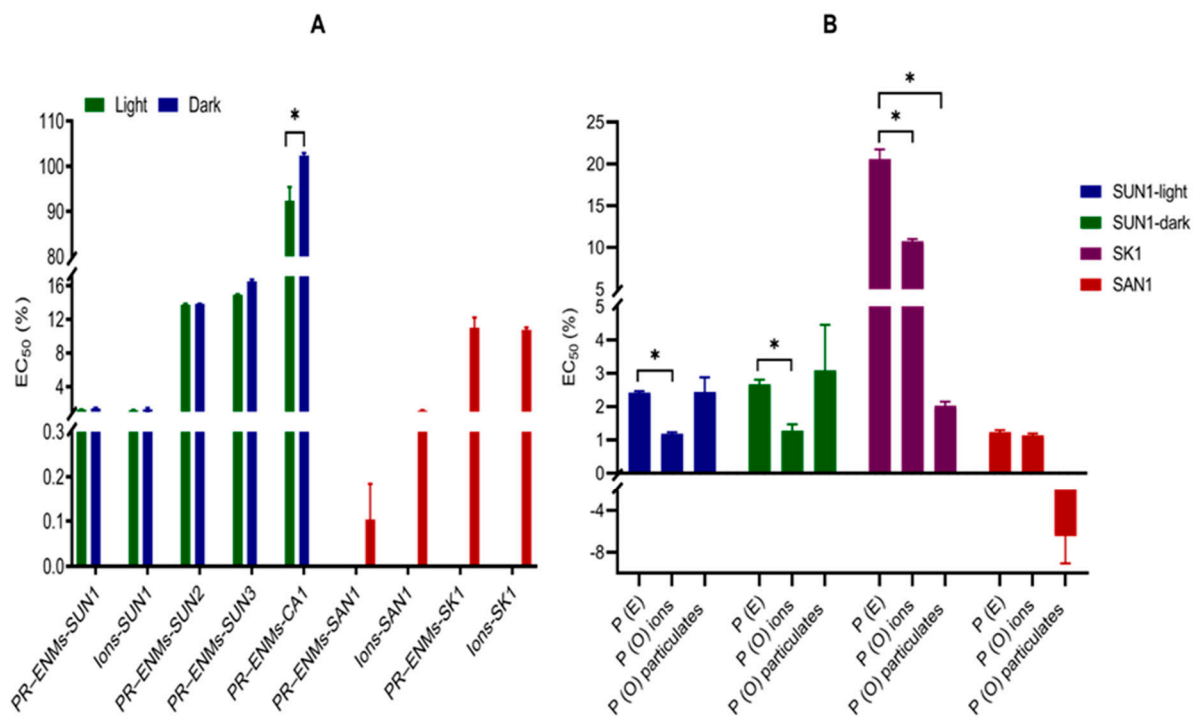 A
Light Dark
EC50 (%)
110
100
90
80
16
12
8
4
0.3
0.2
0.1
0.0
*
PR–ENMs-SUN1
Ions-SUN1
PR–ENMs-SUN2
PR–ENMs-SUN3
PR–ENMs-CA1
PR–ENMs-SAN1
Ions-SAN1
PR–ENMs-SK1
Ions-SK1
B
EC50 (%)
25
20
15
10
5
5
4
3
2
1
0
-4
-8
*
*
*
*
SUN1-light
SUN1-dark
SK1
SAN1
P (E)
P (O) ions
P (O) particulates
P (E)
P (O) ions
P (O) particulates
P (E)
P (O) ions
P (O) particulates
P (E)
P (O) ions
P (O) particulates